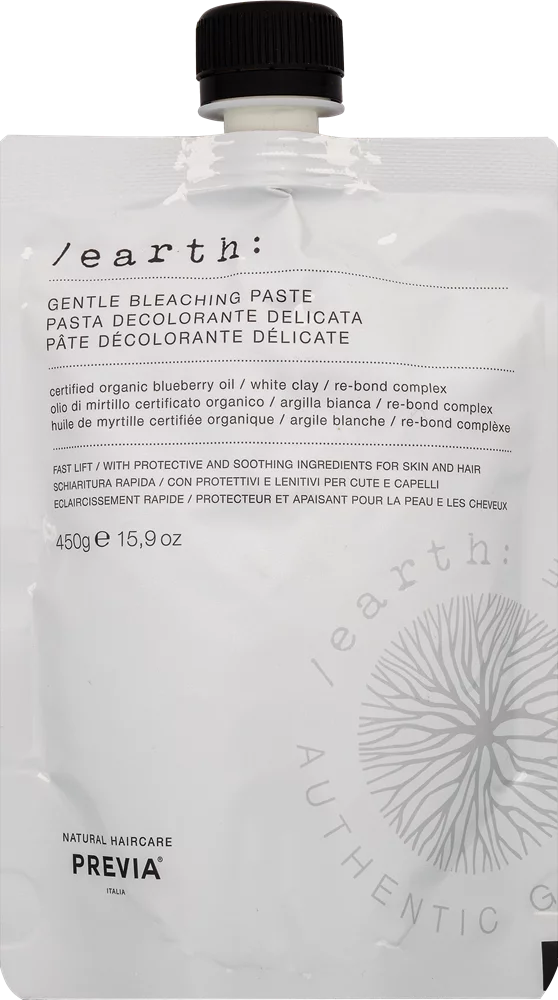 /earth:
GENTLE BLEACHING PASTE
PASTA DECOLORANTE DELICATA
PÂTE DÉCOLORANTE DÉLICATE
certified organic blueberry oil / white clay / re-bond complex
olio di mirtillo certificato organico / argilla bianca / re-bond complex
huile de myrtille certifiée organique / argile blanche / re-bond complèxe
FAST LIFT / WITH PROTECTIVE AND SOOTHING INGREDIENTS FOR SKIN AND HAIR
SCHIARITURA RAPIDA / CON PROTETTIVI E LENITIVI PER CUTE E CAPELLI
ECLAIRCISSEMENT RAPIDE / PROTECTEUR ET APAISANT POUR LA PEAU E LES CHEVEUX
450g e 15,9 oz
/earth:
AUTHENTIC
NATURAL HAIRCARE
PREVIA®
ITALIA